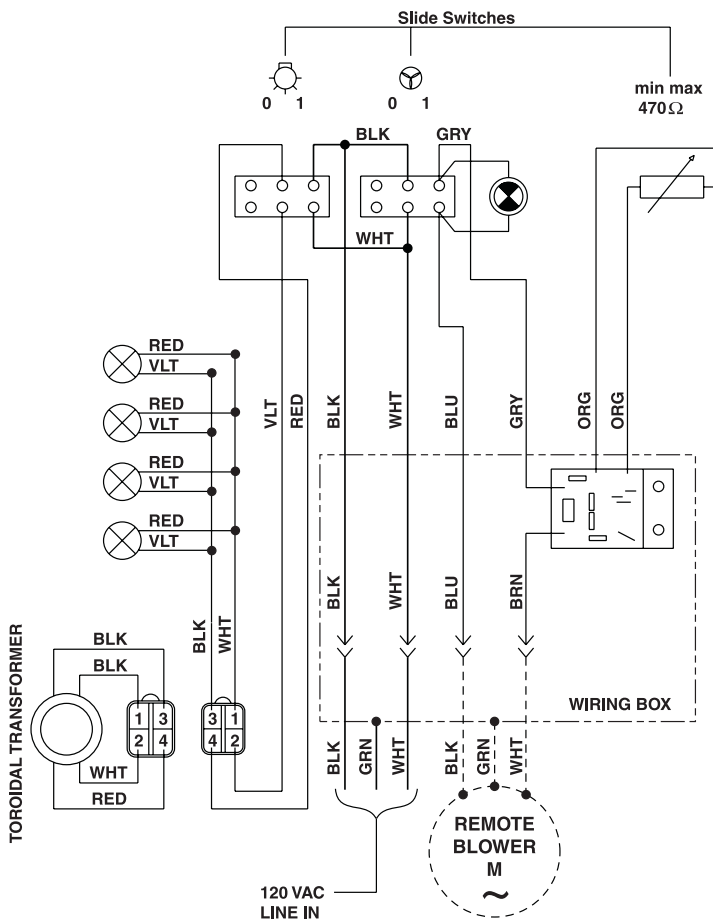 Slide Switches
0 1
0 1
min max
470Ω
BLK
GRY
WHT
RED
VLT
RED
VLT
RED
VLT
RED
VLT
VLT
RED
BLK
WHT
BLU
GRY
ORG
ORG
BLK
WHT
BLU
BRN
BLK
WHT
WIRING BOX
TOROIDAL TRANSFORMER
BLK
BLK
WHT
RED
1 3
2 4
3 1
4 2
BLK
GRN
WHT
BLK
GRN
WHT
REMOTE
BLOWER
M
~
120 VAC
LINE IN